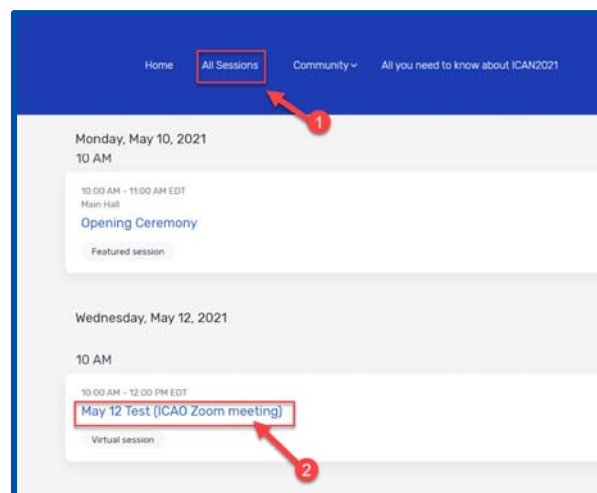 Home All Sessions Community All you need to know about ICAN2021
1
Monday, May 10, 2021
10 AM
10:00 AM - 11:00 AM EDT
Main Hall
Opening Ceremony
Featured session
Wednesday, May 12, 2021
10 AM
10:00 AM - 12:00 PM EDT
May 12 Test (ICAO Zoom meeting)
Virtual session
2